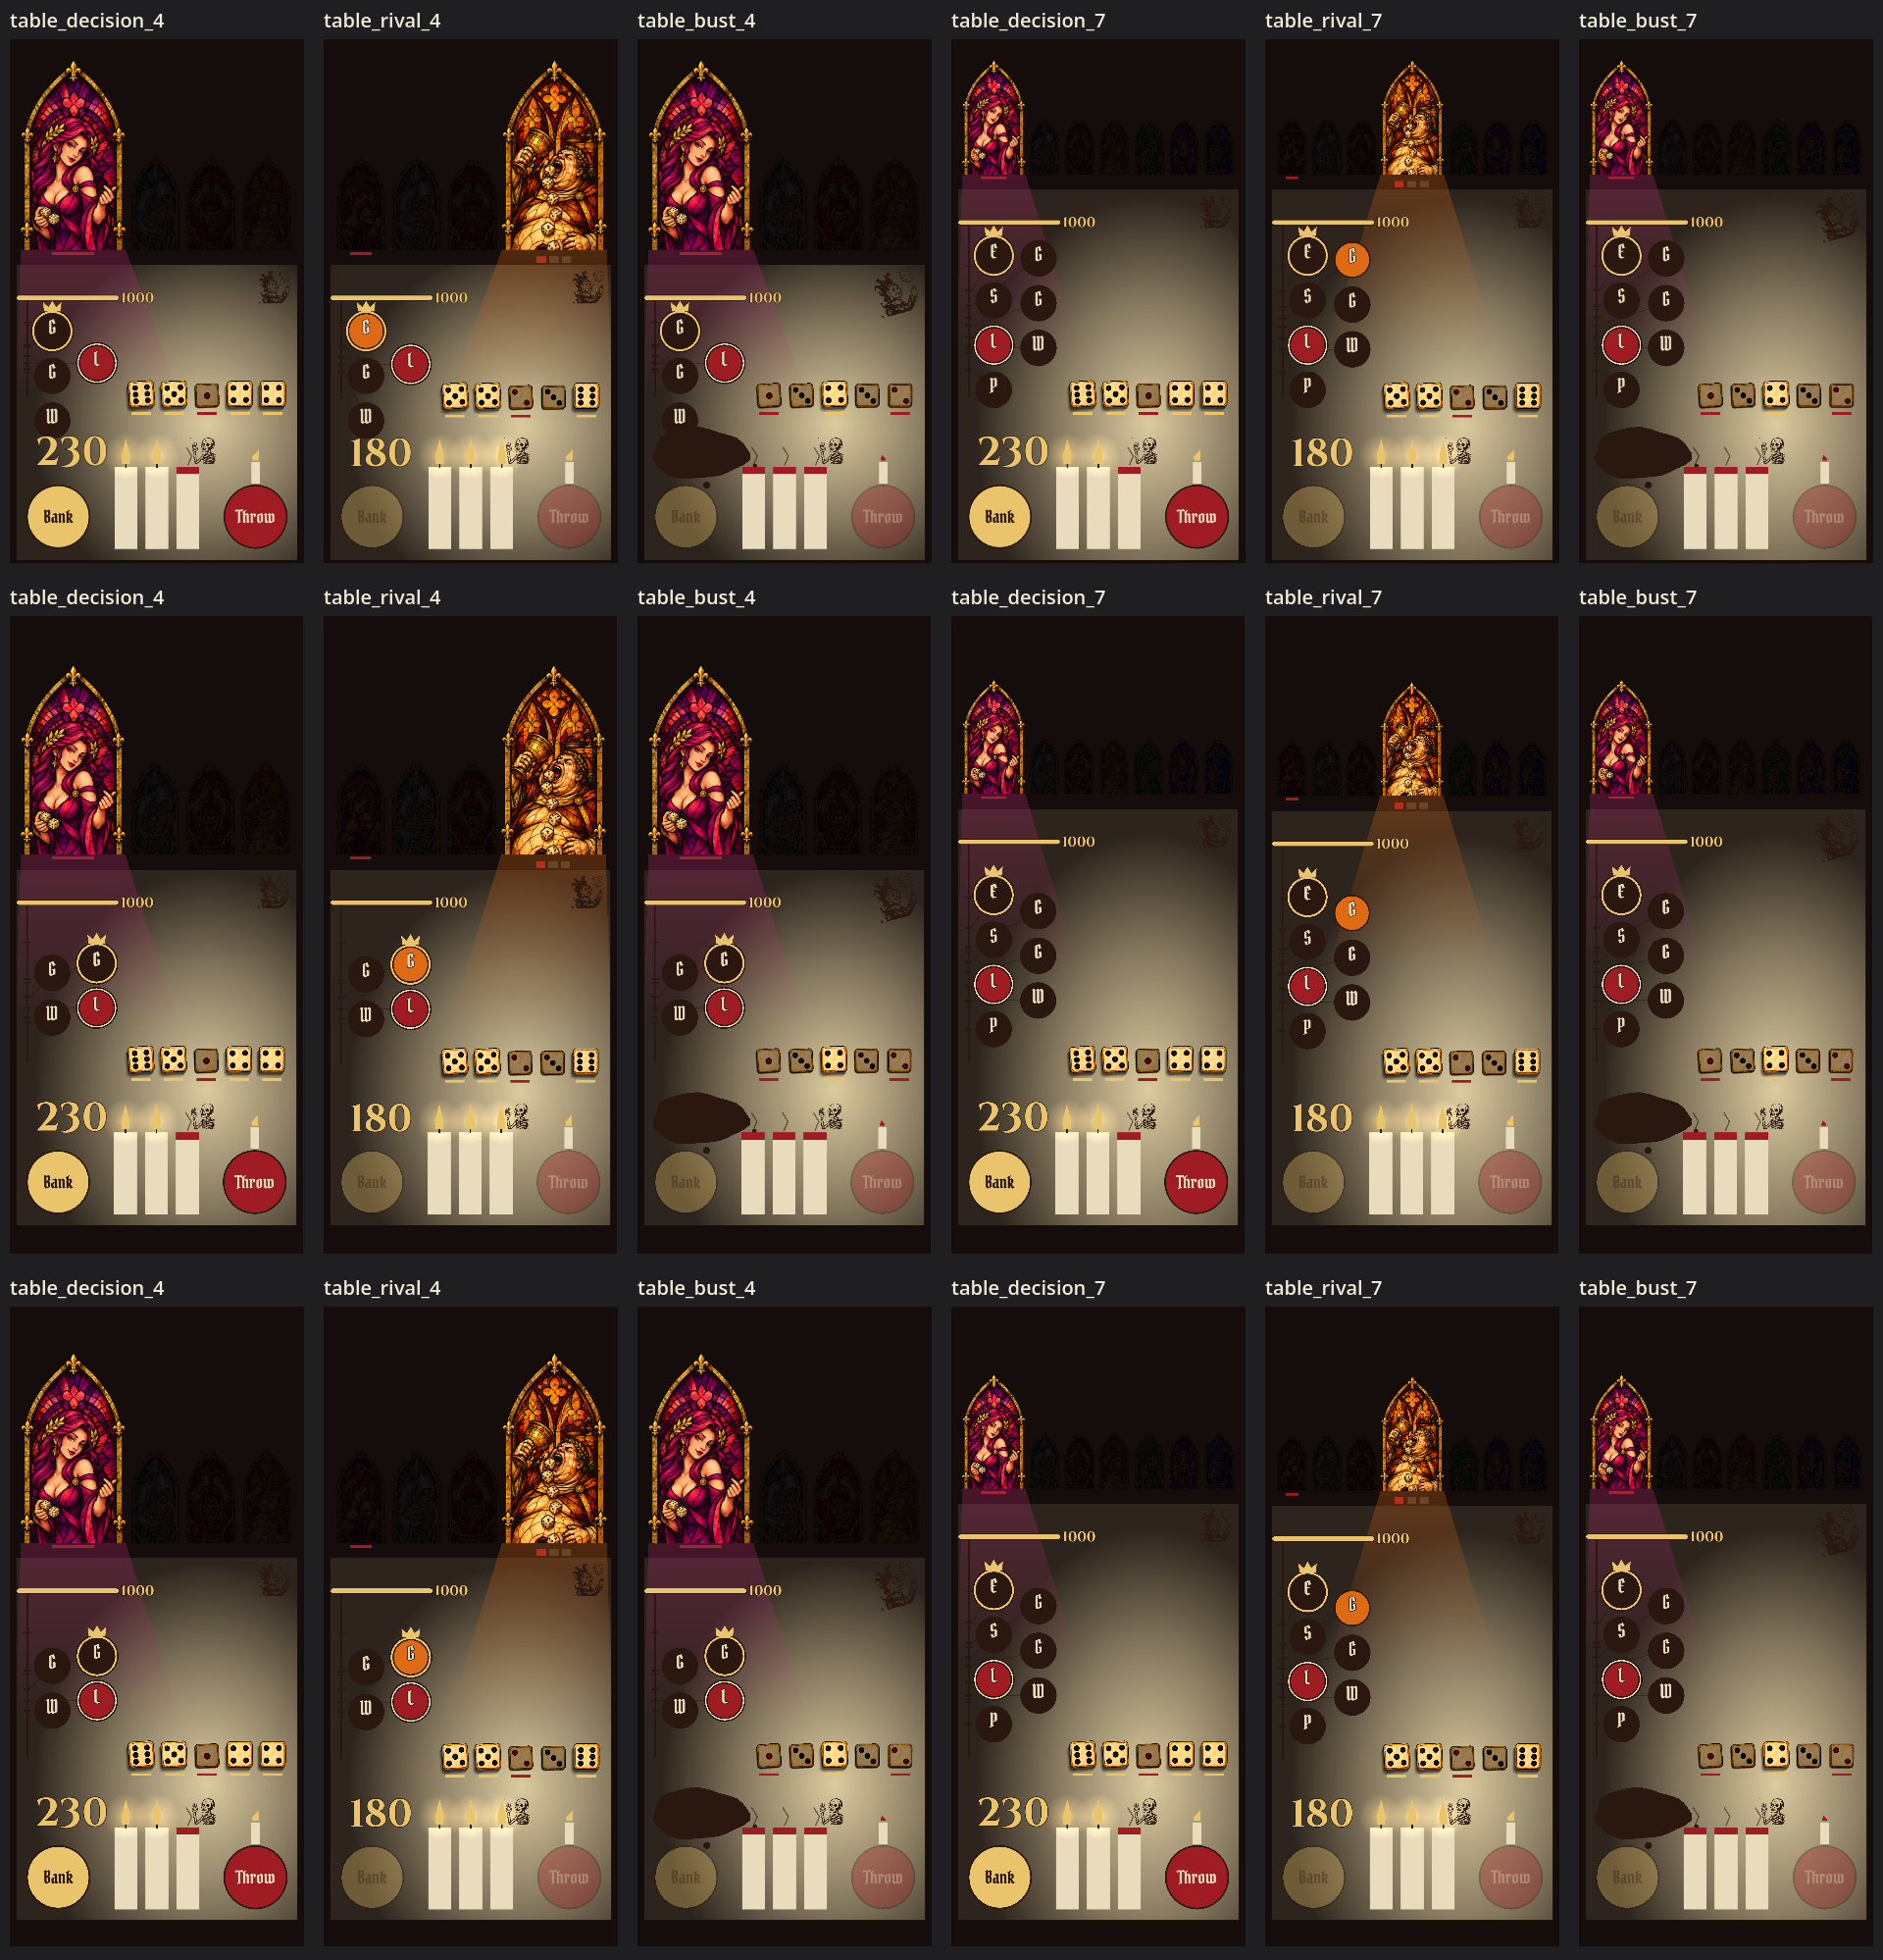 table_decision_4
table_rival_4
table_bust_4
table_decision_7
table_rival_7
table_bust_7
1000
1000
1000
1000
1000
1000
G
L
G
W
G
L
G
W
G
L
G
W
E
G
S
G
L
W
P
E
G
S
G
L
W
P
E
G
S
G
L
W
P
230
180
230
180
Bank
Throw
Bank
Throw
Bank
Throw
Bank
Throw
Bank
Throw
Bank
Throw
table_decision_4
table_rival_4
table_bust_4
table_decision_7
table_rival_7
table_bust_7
1000
1000
1000
1000
1000
1000
G
G
W
L
G
G
W
L
G
G
W
L
E
G
S
G
L
W
P
E
G
S
G
L
W
P
E
G
S
G
L
W
P
230
180
230
180
Bank
Throw
Bank
Throw
Bank
Throw
Bank
Throw
Bank
Throw
Bank
Throw
table_decision_4
table_rival_4
table_bust_4
table_decision_7
table_rival_7
table_bust_7
1000
1000
1000
1000
1000
1000
G
G
W
L
G
G
W
L
G
G
W
L
E
G
S
G
L
W
P
E
G
S
G
L
W
P
E
G
S
G
L
W
P
230
180
230
180
Bank
Throw
Bank
Throw
Bank
Throw
Bank
Throw
Bank
Throw
Bank
Throw